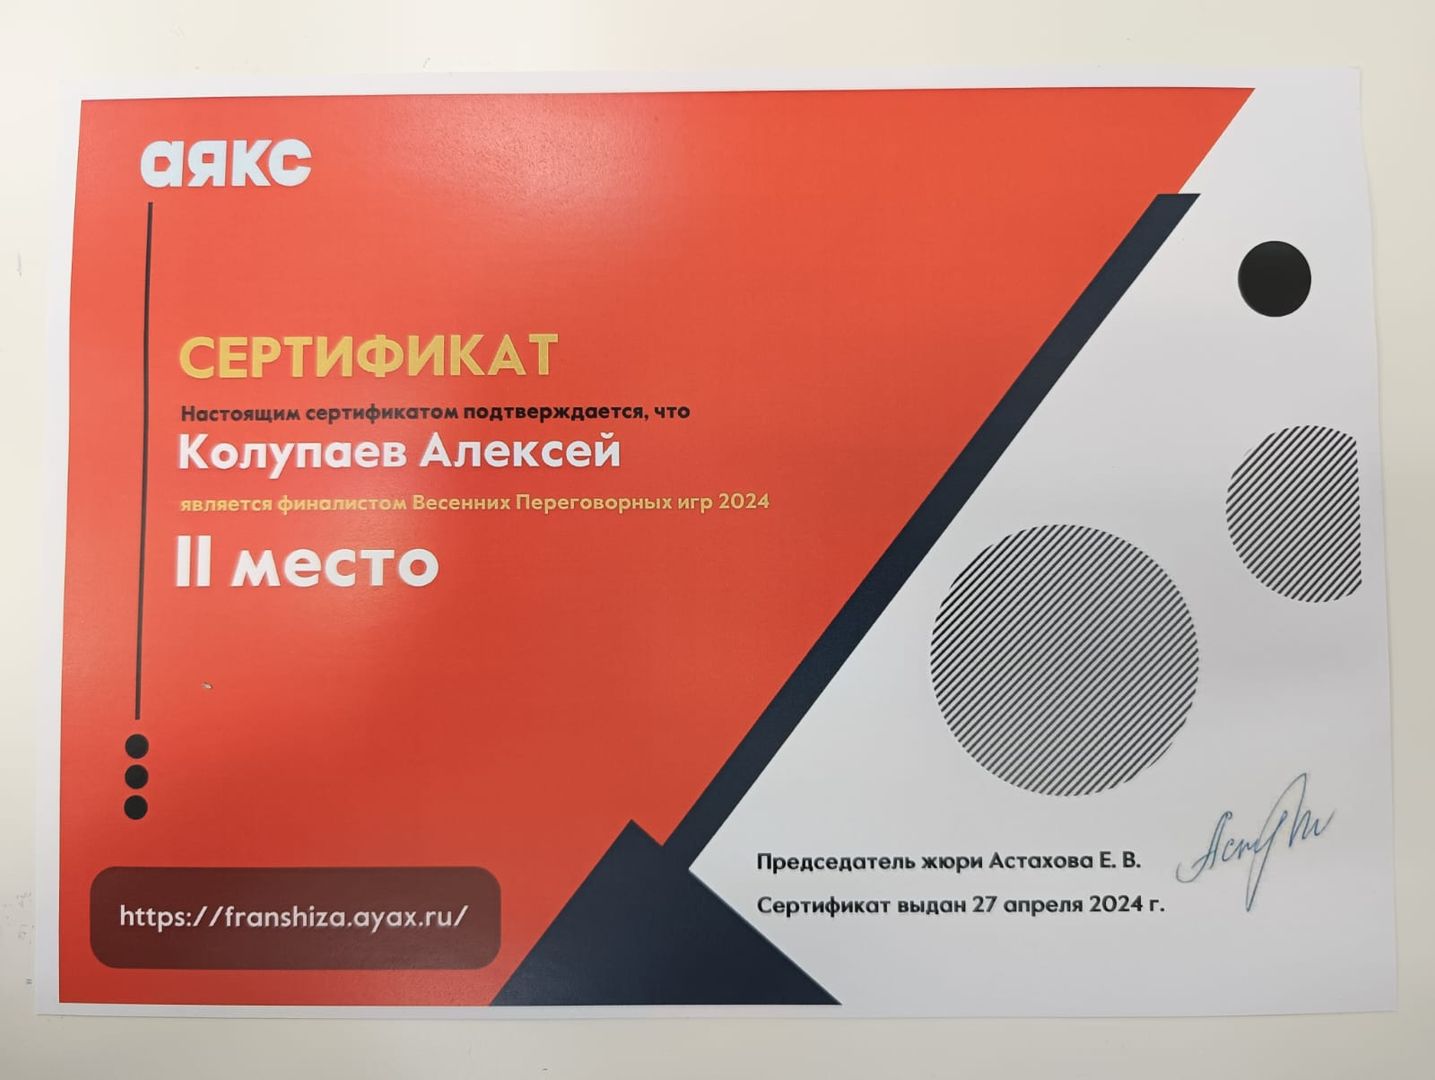 аякс
СЕРТИФИКАТ
Настоящим сертификатом подтверждается, что
Колупаев Алексей
является финалистом Весенних Переговорных игр 2024
II место
https://franshiza.ayax.ru/
Председатель жюри Астахова Е. В.
Сертификат выдан 27 апреля 2024 г.